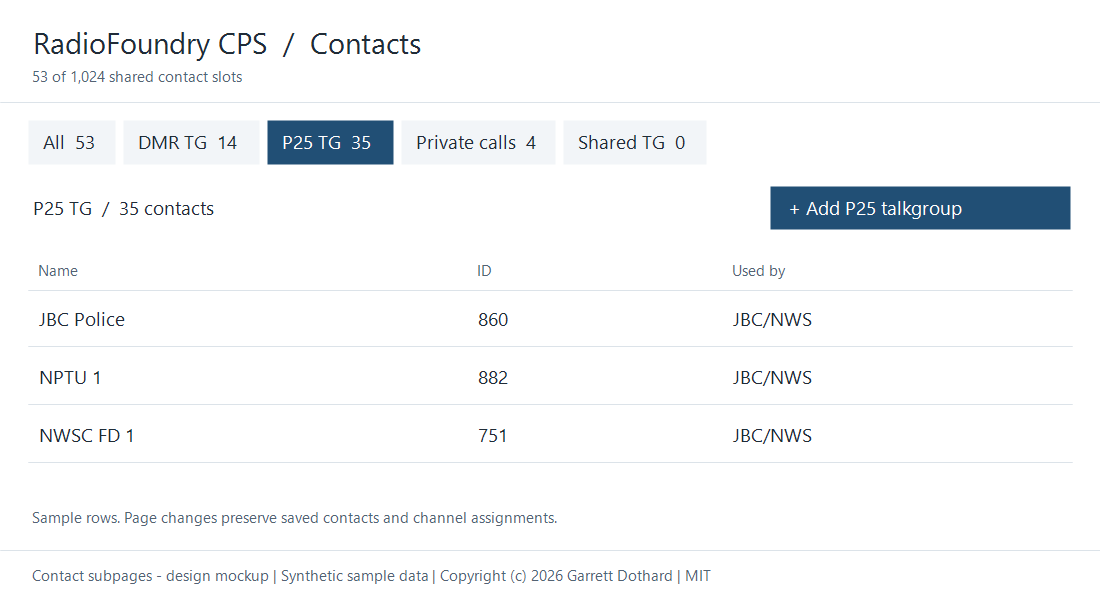 RadioFoundry CPS / Contacts
53 of 1,024 shared contact slots
All 53 DMR TG 14 P25 TG 35 Private calls 4 Shared TG 0
P25 TG / 35 contacts + Add P25 talkgroup
Name ID Used by
JBC Police 860 JBC/NWS
NPTU 1 882 JBC/NWS
NWSC FD 1 751 JBC/NWS
Sample rows. Page changes preserve saved contacts and channel assignments.
Contact subpages - design mockup | Synthetic sample data | Copyright (c) 2026 Garrett Dothard | MIT